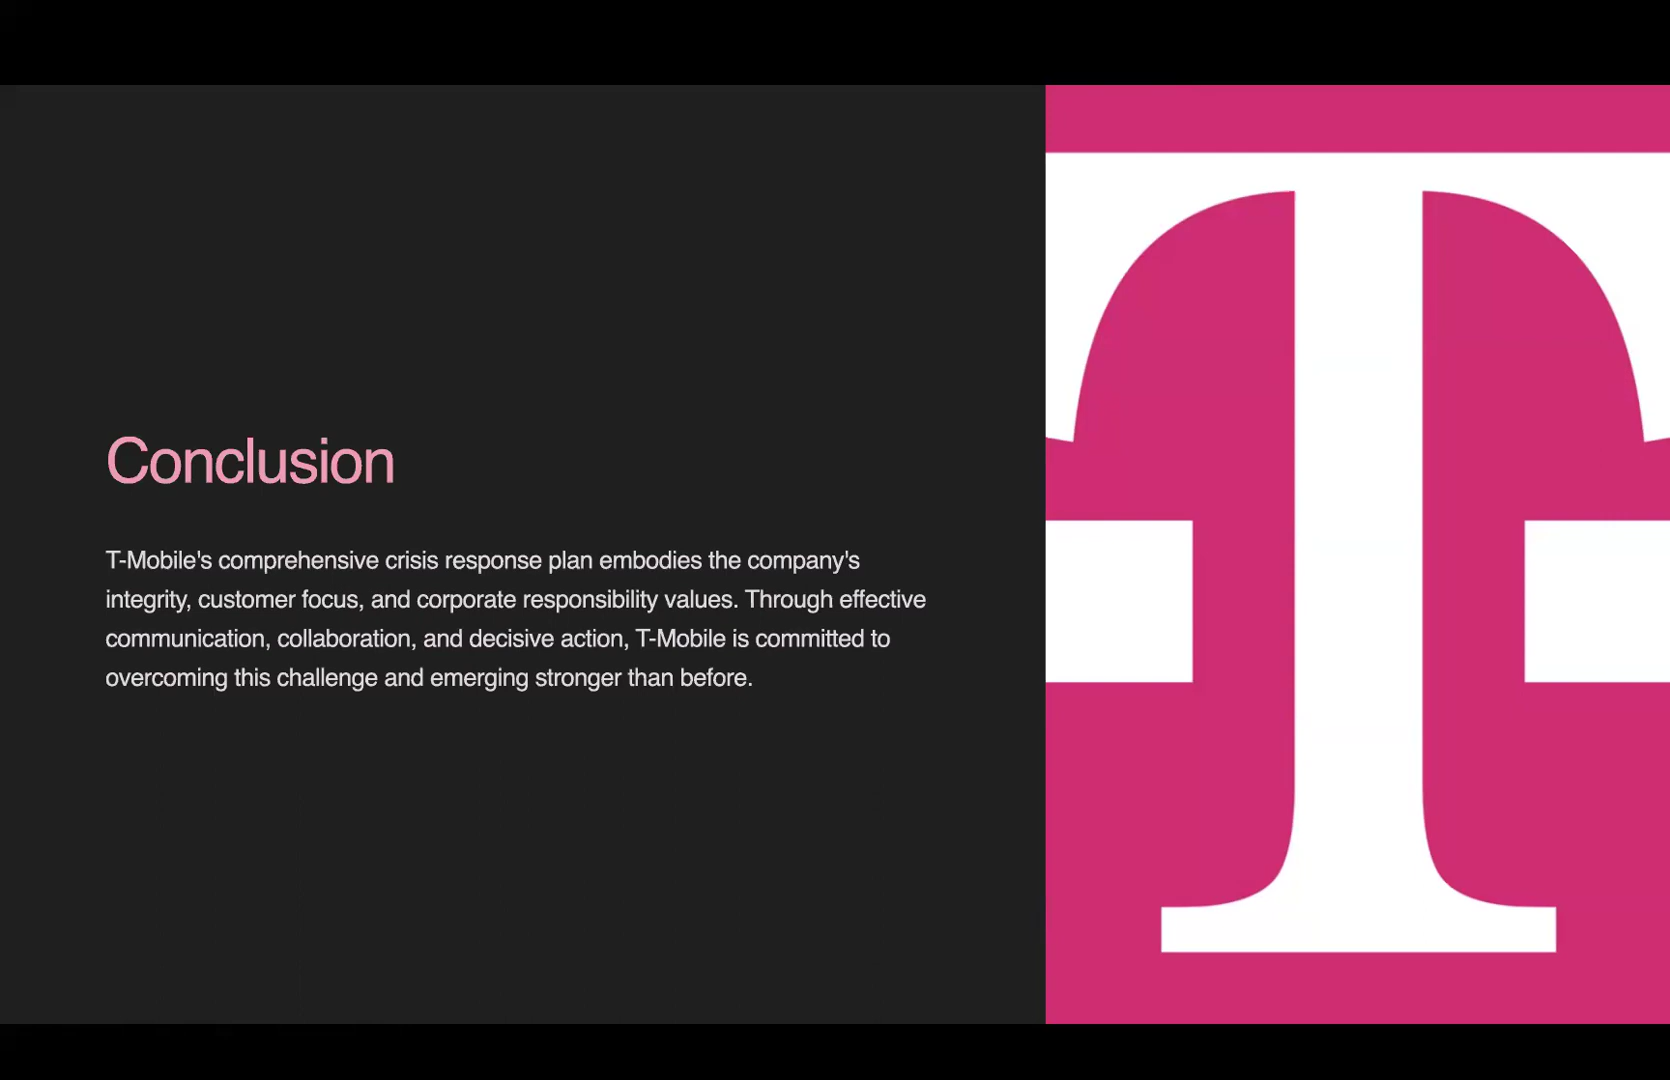 Conclusion
T-Mobile's comprehensive crisis response plan embodies the company's
integrity, customer focus, and corporate responsibility values. Through effective
communication, collaboration, and decisive action, T-Mobile is committed to
overcoming this challenge and emerging stronger than before.
T